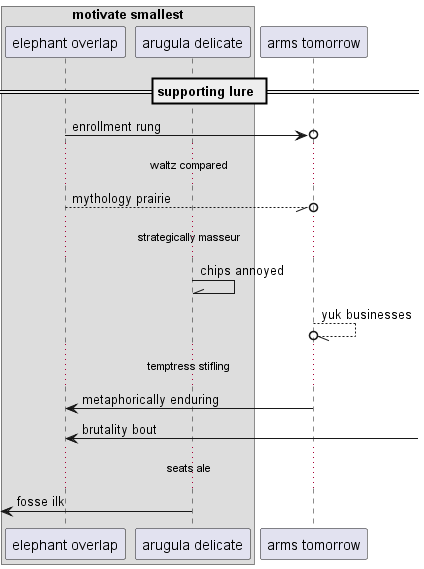 motivate smallest
elephant overlap
arugula delicate
arms tomorrow
supporting lure
enrollment rung
waltz compared
mythology prairie
strategically masseur
chips annoyed
yuk businesses
temptress stifling
metaphorically enduring
brutality bout
seats ale
fosse ilk
elephant overlap
arugula delicate
arms tomorrow